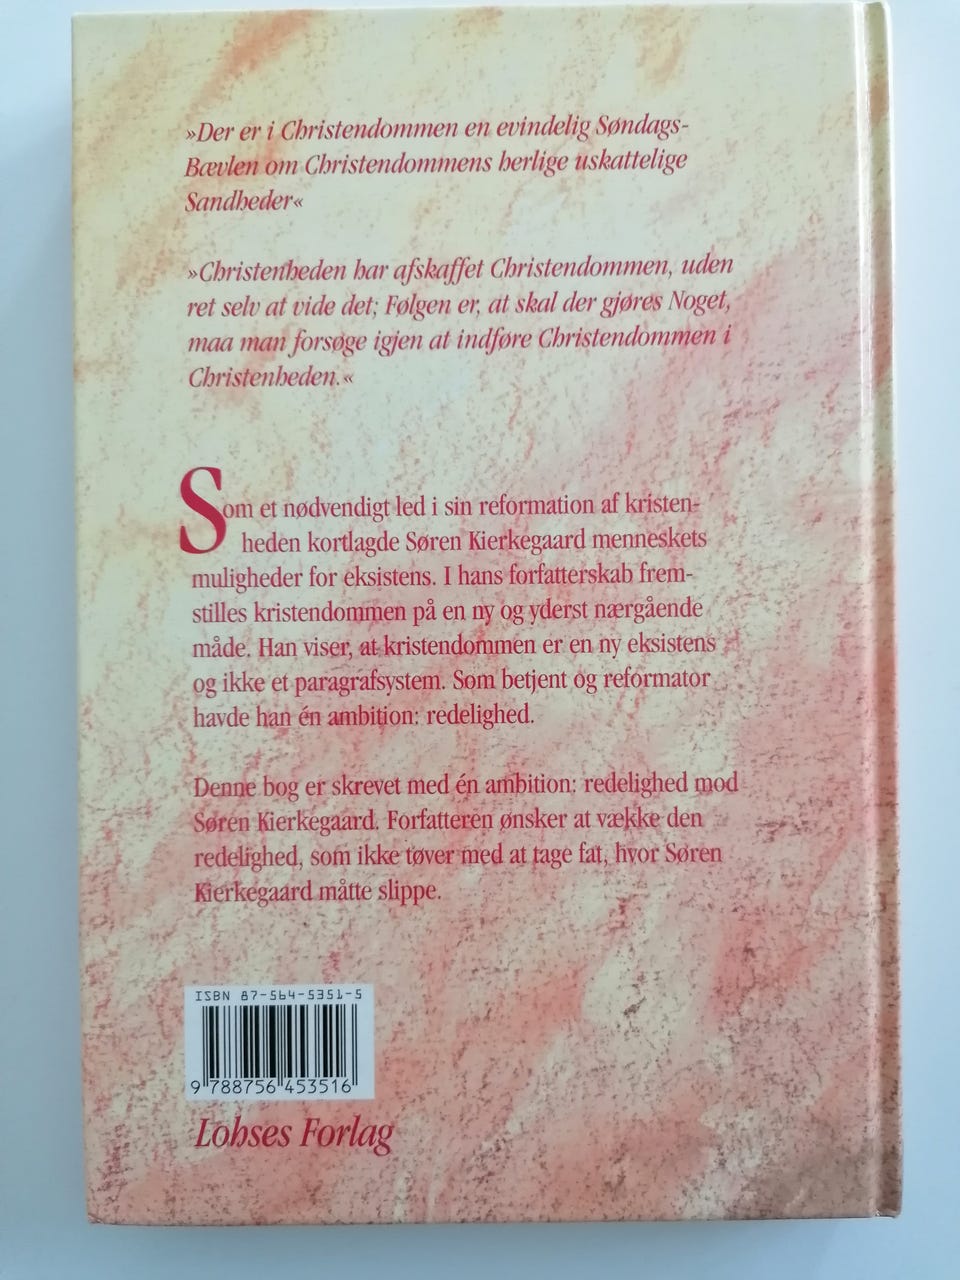 »Der er i Christendommen en evindelig Søndags-
Bævlen om Christendommens herlige uskattelige
Sandheder«
»Christenheden har afskaffet Christendommen, uden
ret selv at vide det; Følgen er, at skal der gjøres Noget,
maa man forsøge igjen at indføre Christendommen i
Christenheden.«
Som et nødvendigt led i sin reformation af kristen-
heden kortlagde Søren Kierkegaard menneskets
muligheder for eksistens. I hans forfatterskab frem-
stilles kristendommen på en ny og yderst nærgående
måde. Han viser, at kristendommen er en ny eksistens
og ikke et paragrafsystem. Som betjent og reformator
havde han én ambition: redelighed.
Denne bog er skrevet med én ambition: redelighed mod
Søren Kierkegaard. Forfatteren ønsker at vække den
redelighed, som ikke tøver med at tage fat, hvor Søren
Kierkegaard måtte slippe.
ISBN 87-564-5351-5
9 788756 453516
Lohses Forlag